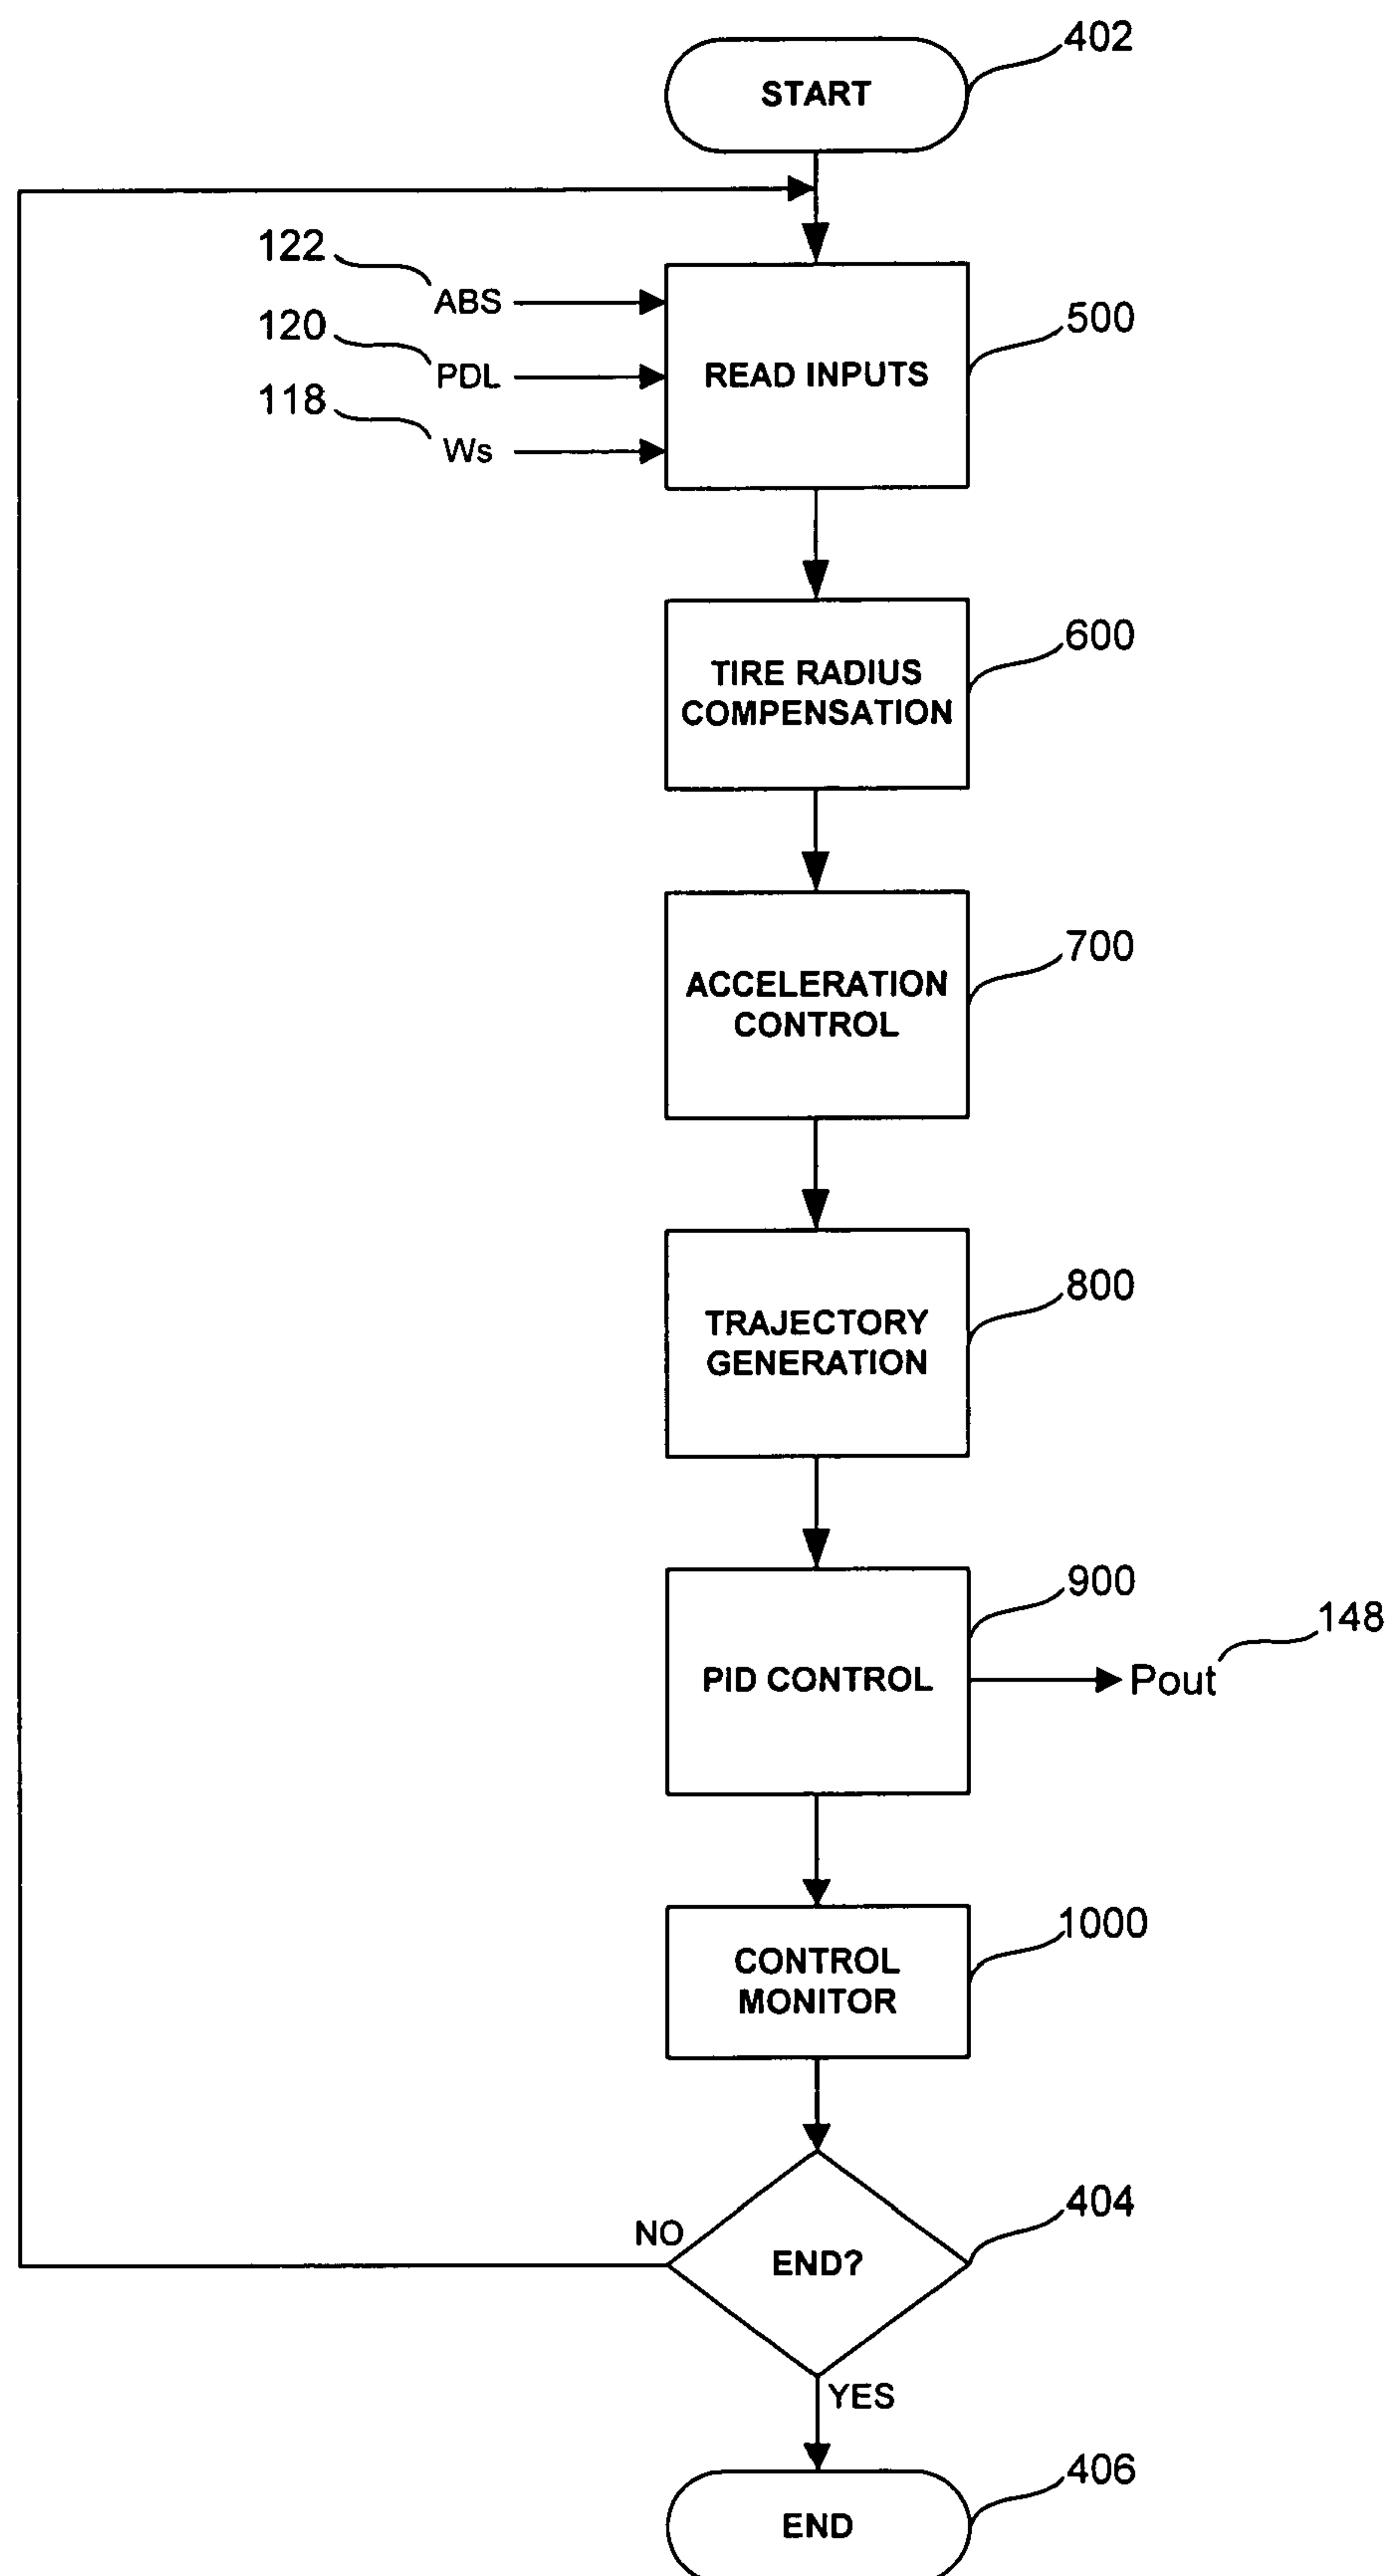 402
START
122
ABS
500
120
PDL
READ INPUTS
118
Ws
600
TIRE RADIUS
COMPENSATION
700
ACCELERATION
CONTROL
800
TRAJECTORY
GENERATION
900
148
PID CONTROL
Pout
1000
CONTROL
MONITOR
404
NO
END?
YES
406
END